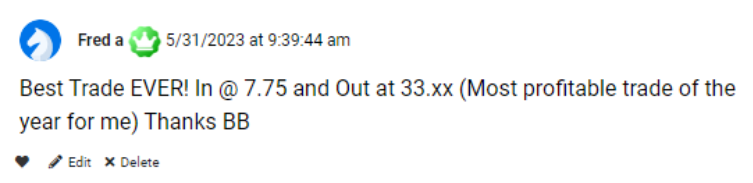 Fred a 5/31/2023 at 9:39:44 am
Best Trade EVER! In @ 7.75 and Out at 33.xx (Most profitable trade of the
year for me) Thanks BB
Edit Delete